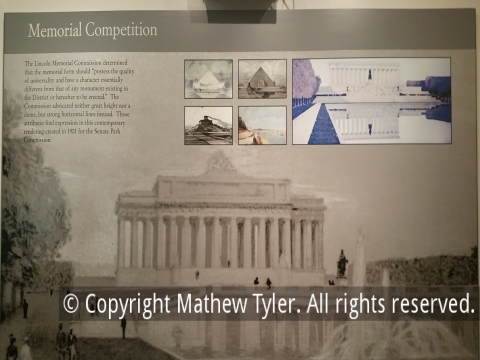 Memorial Competition
The Lincoln Memorial Commission determined
that the memorial form should "possess the quality
of universality and have a character essentially
different from that of any monument existing in
the District or hereafter to be erected." The
Commission advocated neither great height nor a
dome, but strong horizontal lines instead. These
attributes find expression in this contemporary
rendering created in 1901 for the Senate Park
Commission
© Copyright Mathew Tyler. All rights reserved.